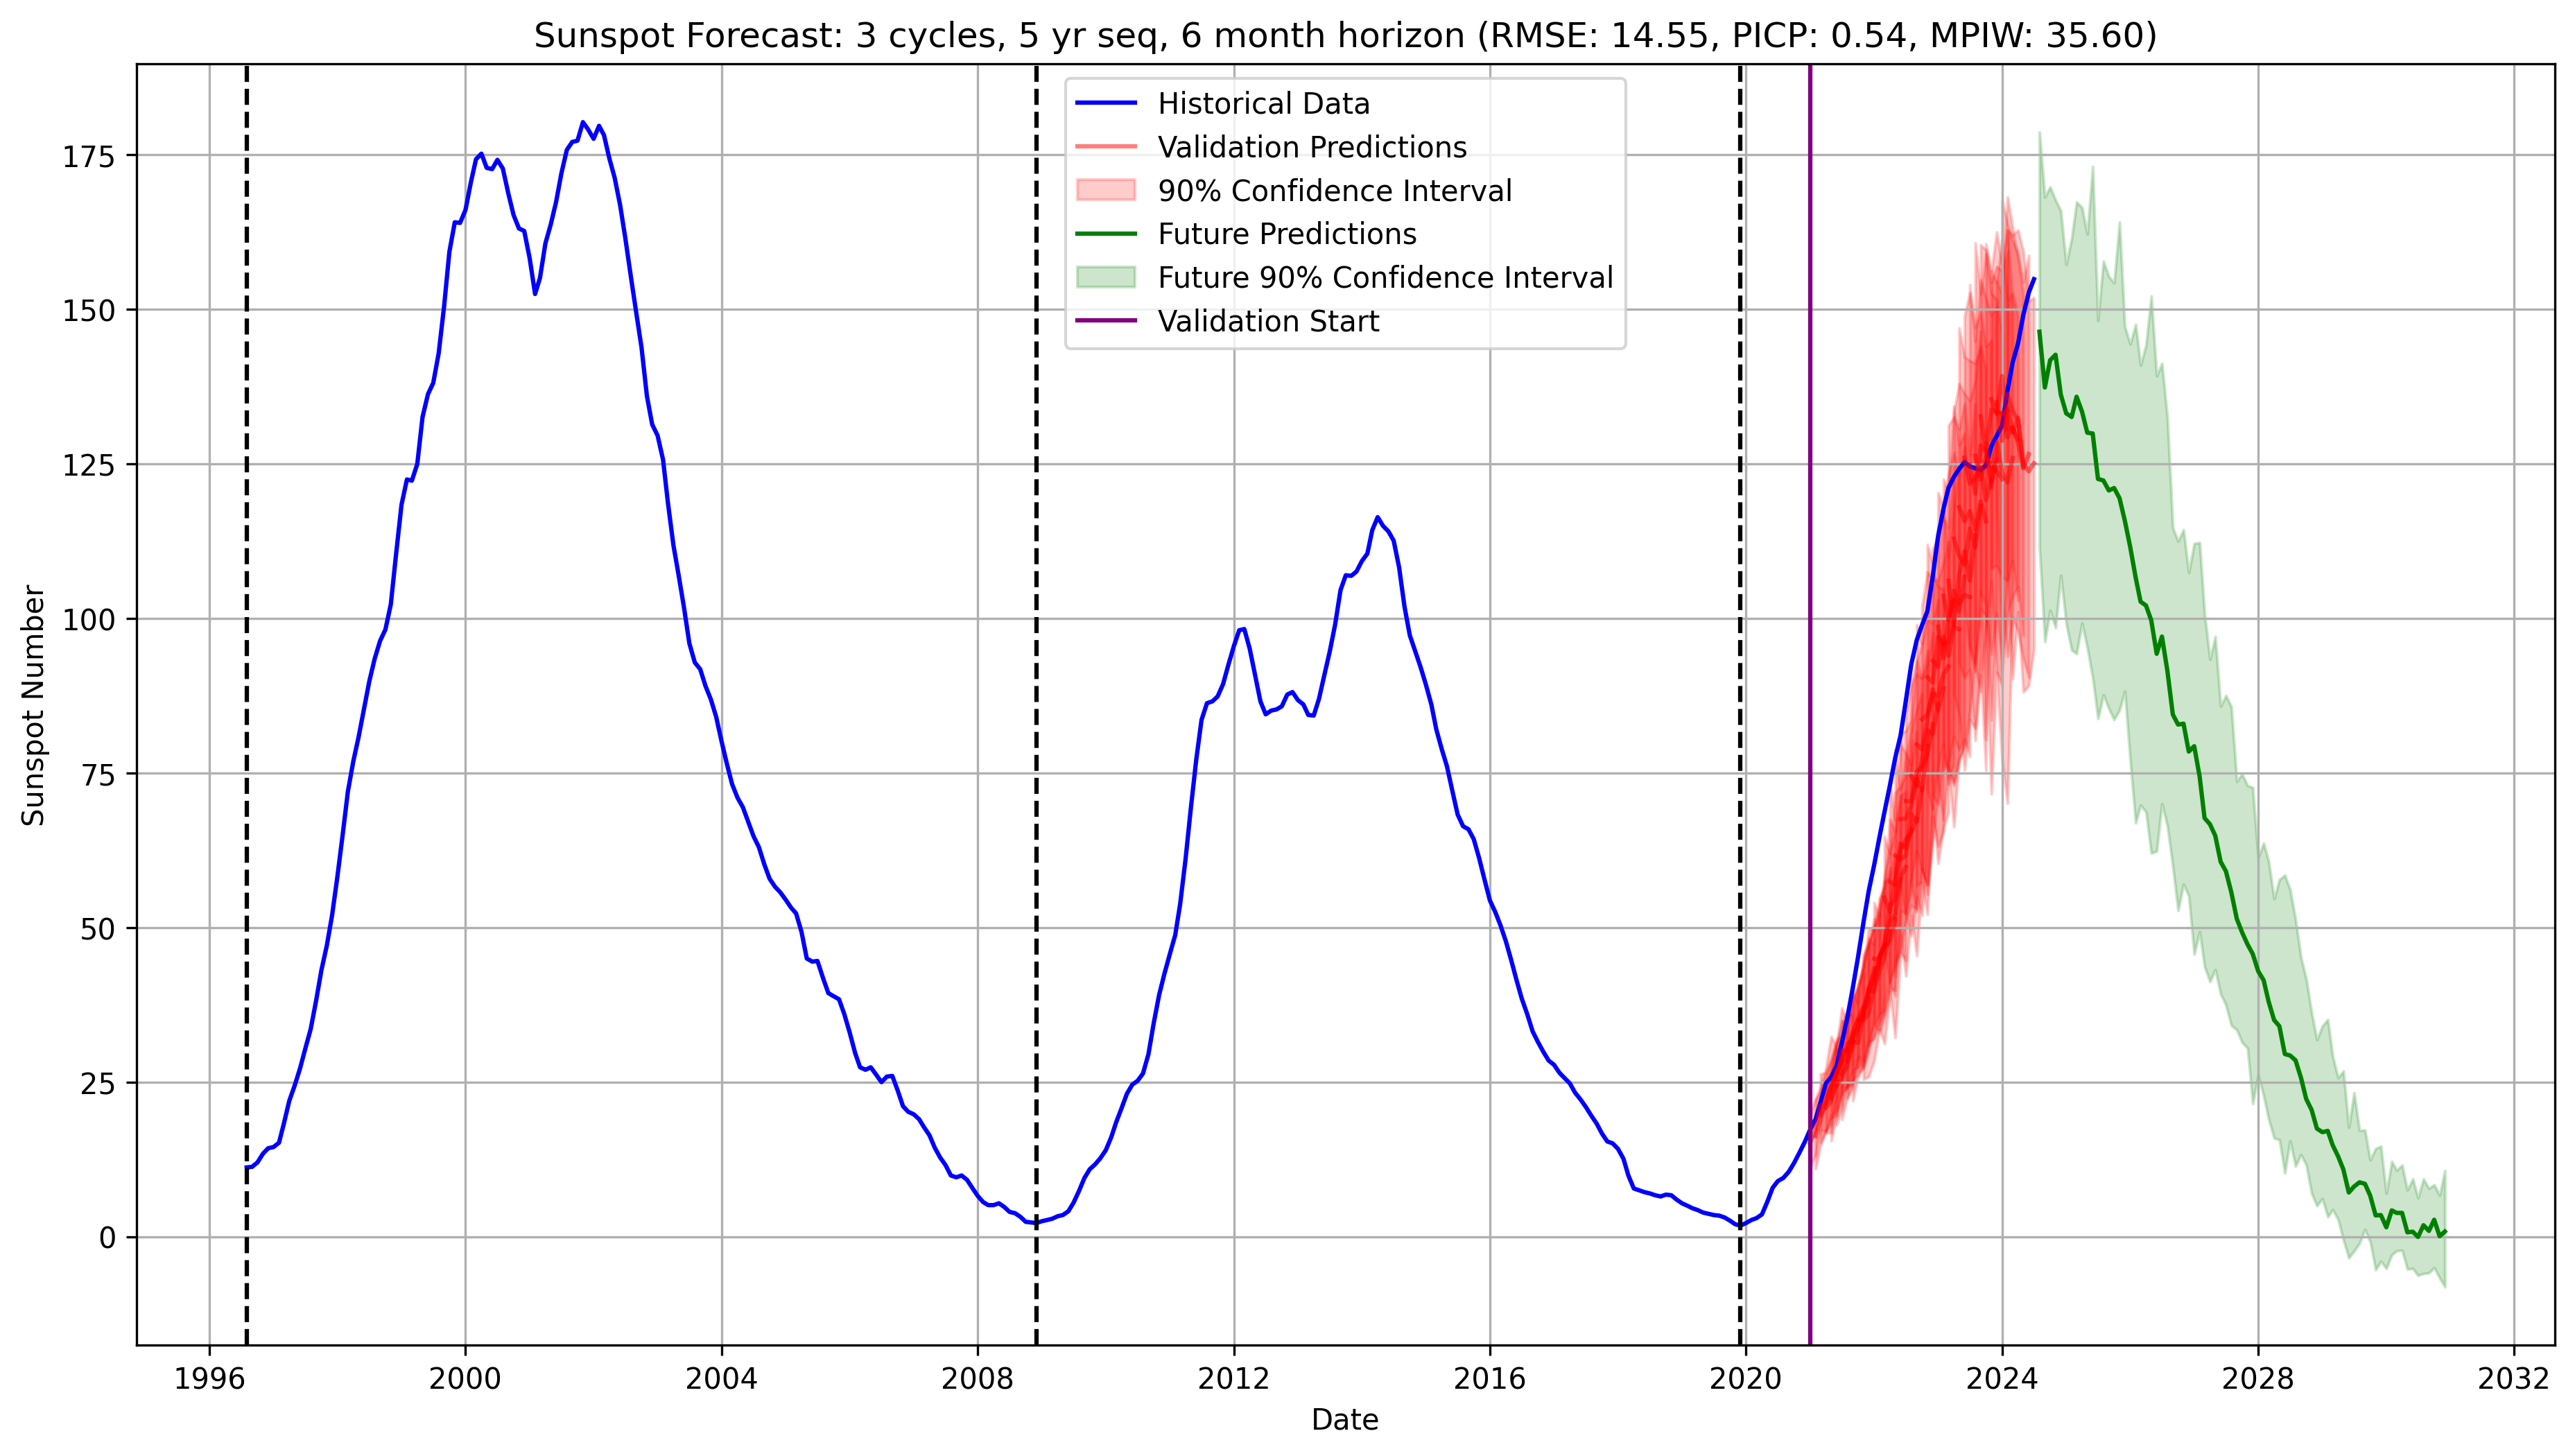 Sunspot Forecast: 3 cycles, 5 yr seq, 6 month horizon (RMSE: 14.55, PICP: 0.54, MPIW: 35.60)
Historical Data
Validation Predictions
90% Confidence Interval
Future Predictions
Future 90% Confidence Interval
Validation Start
Sunspot Number
175
150
125
100
75
50
25
0
1996 2000 2004 2008 2012 2016 2020 2024 2028 2032
Date